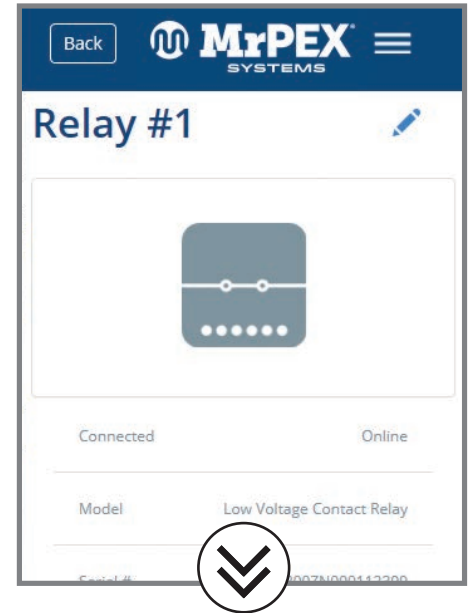 Back
MrPEX
SYSTEMS
Relay #1
Connected Online
Model Low Voltage Contact Relay